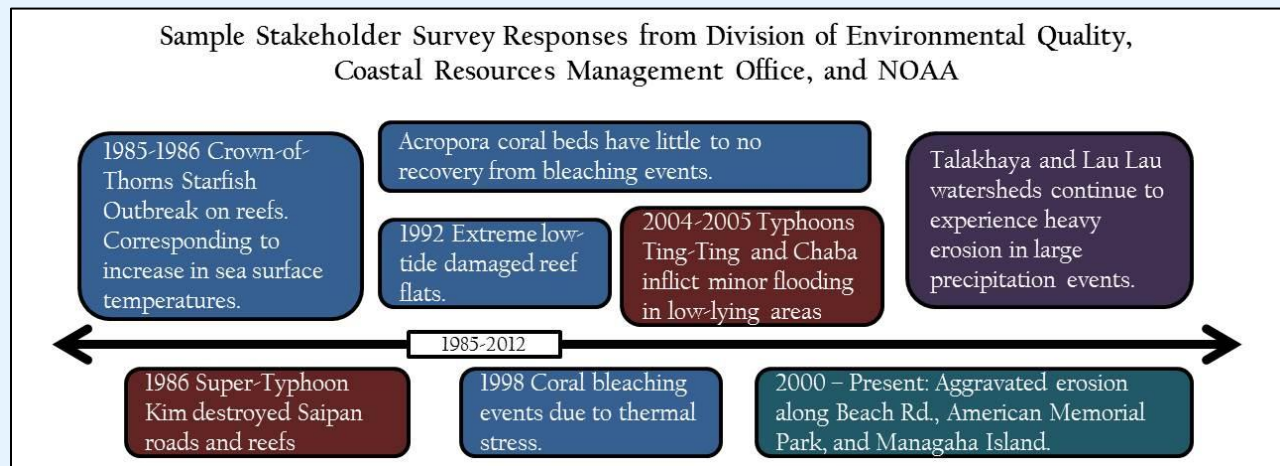 Sample Stakeholder Survey Responses from Division of Environmental Quality,
Coastal Resources Management Office, and NOAA
1985-1986 Crown-of-
Thorns Starfish
Outbreak on reefs.
Corresponding to
increase in sea surface
temperatures.
Acropora coral beds have little to no
recovery from bleaching events.
1992 Extreme low-
tide damaged reef
flats.
2004-2005 Typhoons
Ting-Ting and Chaba
inflict minor flooding
in low-lying areas
Talakhaya and Lau Lau
watersheds continue to
experience heavy
erosion in large
precipitation events.
1985-2012
1986 Super-Typhoon
Kim destroyed Saipan
roads and reefs
1998 Coral bleaching
events due to thermal
stress.
2000 – Present: Aggravated erosion
along Beach Rd., American Memorial
Park, and Managaha Island.